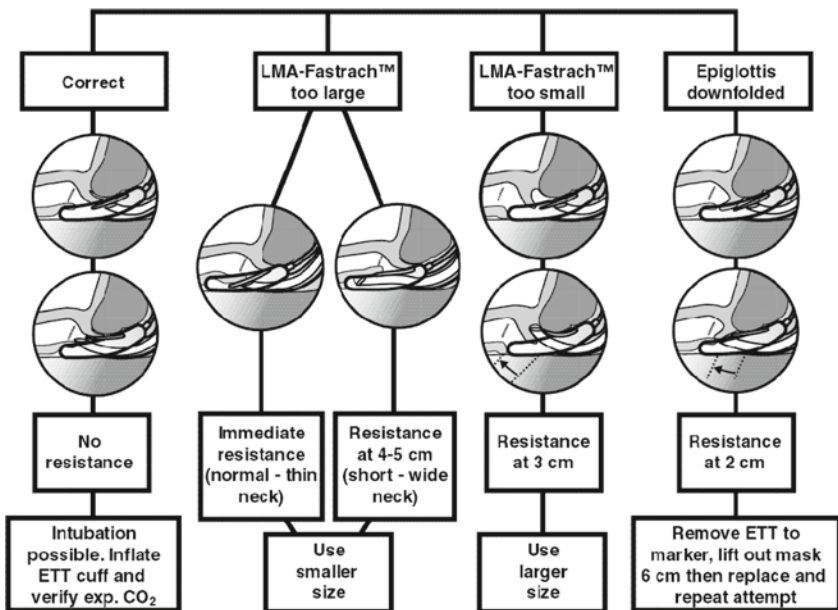 Correct
LMA-Fastrach™
too large
LMA-Fastrach™
too small
Epiglottis
downfolded
No
resistance
Immediate
resistance
(normal - thin
neck)
Resistance
at 4-5 cm
(short - wide
neck)
Resistance
at 3 cm
Resistance
at 2 cm
Intubation
possible. Inflate
ETT cuff and
verify exp. CO₂
Use
smaller
size
Use
larger
size
Remove ETT to
marker, lift out mask
6 cm then replace and
repeat attempt